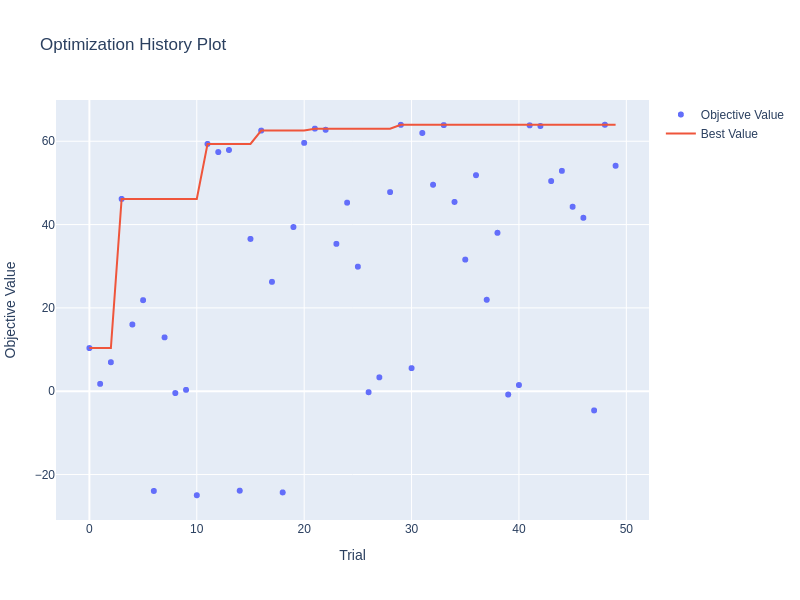 Optimization History Plot
Objective Value
Best Value
60
40
20
0
−20
0
10
20
30
40
50
Trial
Objective Value